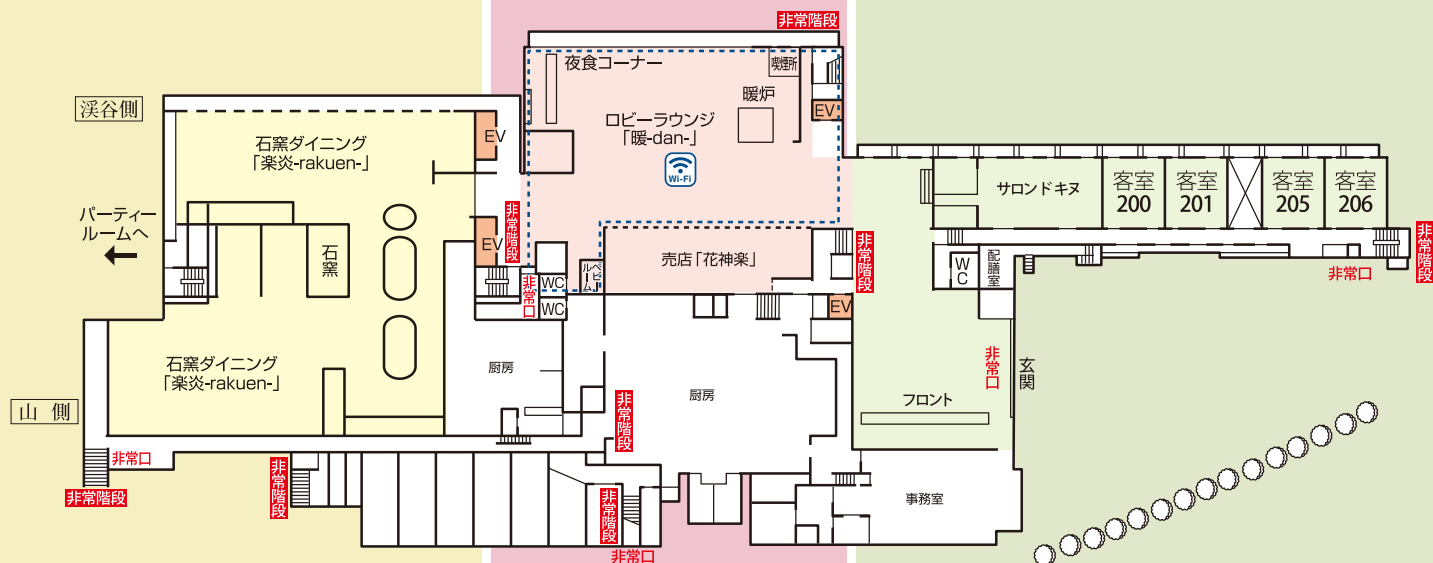 非常階段
夜食コーナー
喫煙所
渓谷側
暖炉
EV
ロビーラウンジ
「暖-dan-」
Wi-Fi
石窯ダイニング
「楽炎-rakuen-」
EV
サロンドキヌ
客室
200
客室
201
客室
205
客室
206
パーティー
ルームへ
非常階段
EV
石窯
売店「花神楽」
非常階段
非常階段
ベビールーム
WC
WC
非常口
WC
配膳室
非常口
EV
石窯ダイニング
「楽炎-rakuen-」
厨房
非常口
玄関
厨房
フロント
山側
非常階段
非常口
非常階段
非常階段
非常階段
事務室
非常口